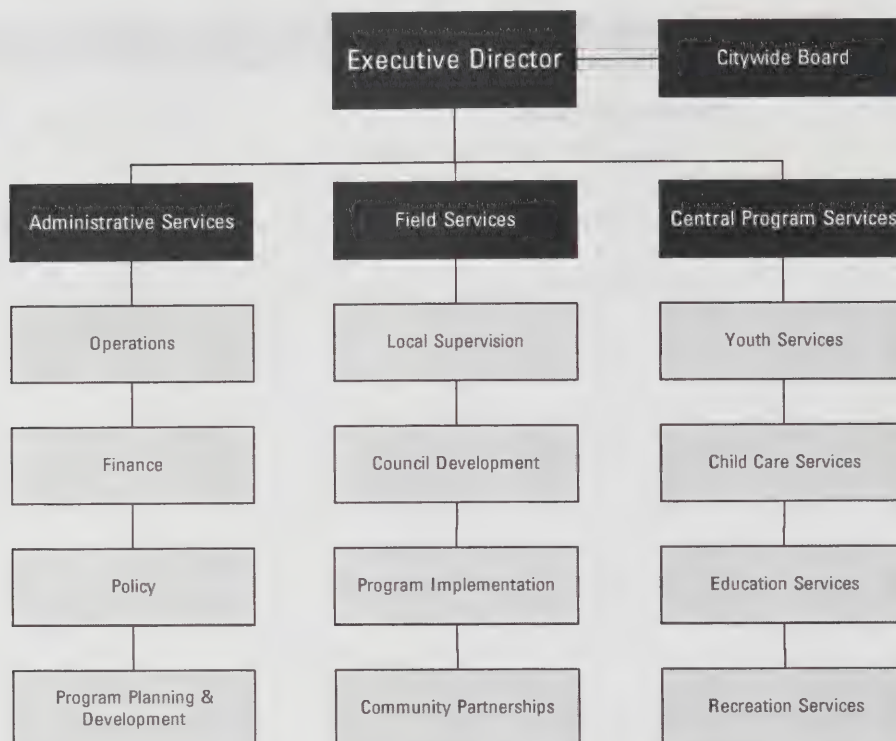 Executive Director
Citywide Board
Administrative Services
Field Services
Central Program Services
Operations
Local Supervision
Youth Services
Finance
Council Development
Child Care Services
Policy
Program Implementation
Education Services
Program Planning &
Development
Community Partnerships
Recreation Services